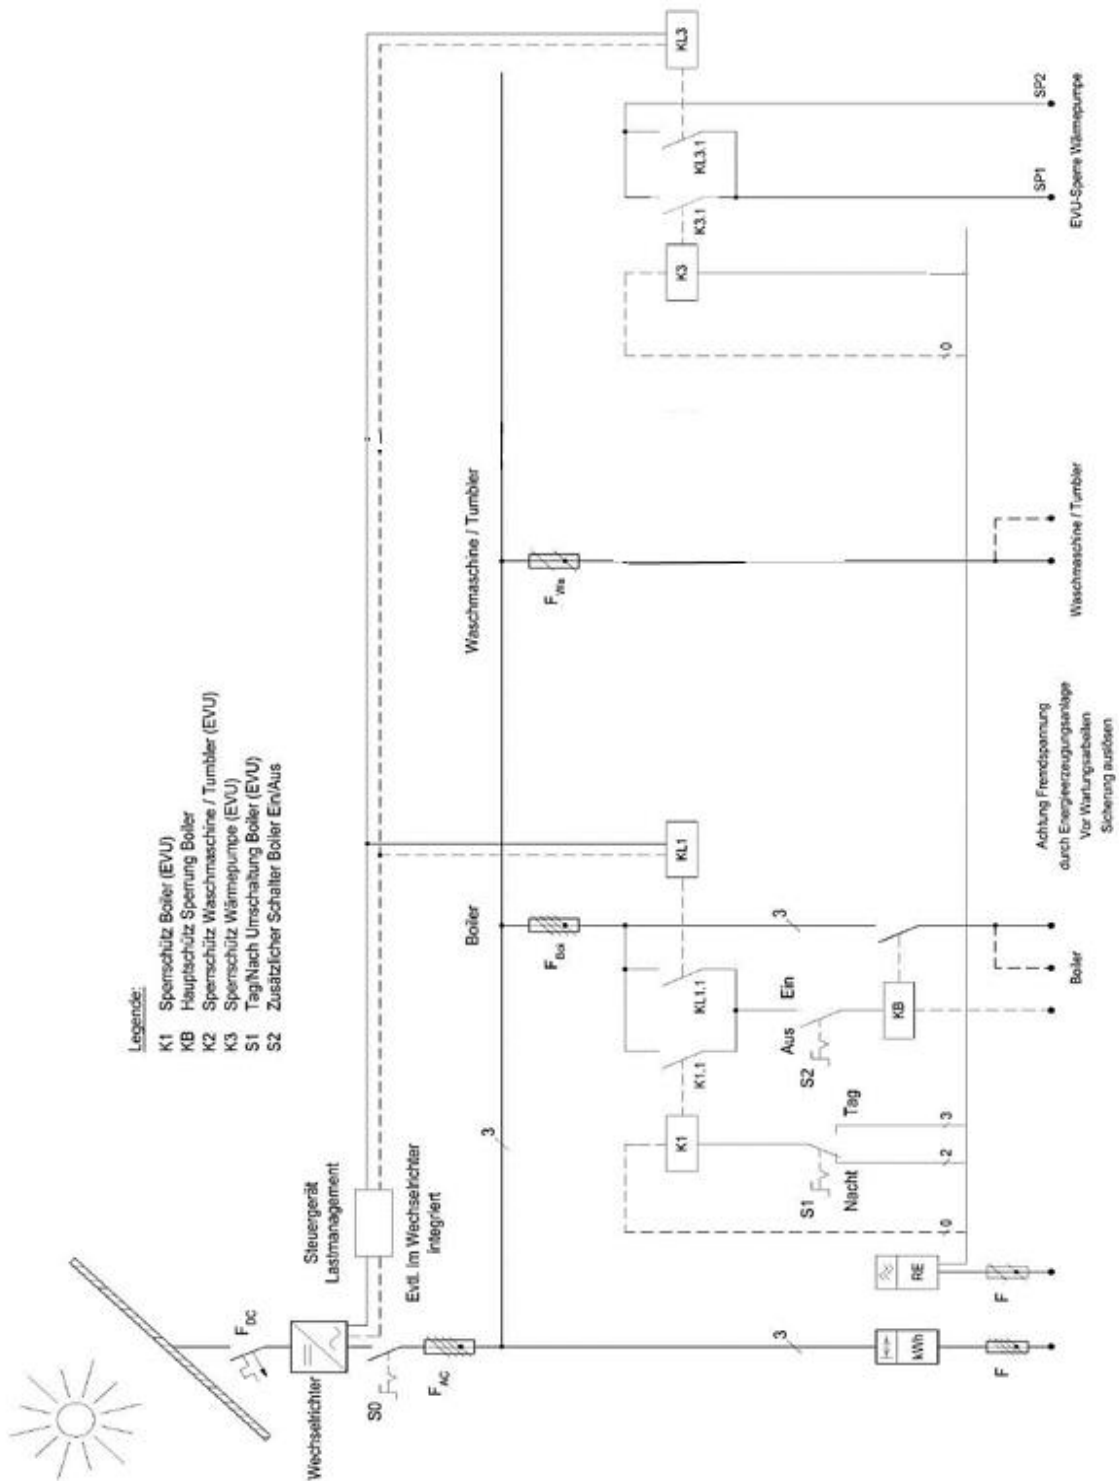 Legende:
K1 Sperrschütz Boiler (EVU)
KB Hauptschütz Sperrung Boiler
K2 Sperrschütz Waschmaschine / Tumbler (EVU)
K3 Sperrschütz Wärmepumpe (EVU)
S1 Tag/Nach Umschaltung Boiler (EVU)
S2 Zusätzlicher Schalter Boiler Ein/Aus
Wechselrichter
F DC
Steuergerät
Lastmanagement
Evtl. im Wechselrichter
integriert
S0
F AC
3
Boiler
Waschmaschine / Tumbler
F Boi
F Wa
KL1
KL3
K1
K1.1
KL1.1
K3
K3.1
KL3.1
3
S1
Nacht
Tag
S2
Aus
Ein
KB
3
0
2
3
0
kWh
RE
F
F
Boiler
Achtung Fremdspannung
durch Energieerzeugungsanlage
Vor Wartungsarbeiten
Sicherung auslösen
Waschmaschine / Tumbler
SP1
SP2
EVU-Sperre Wärmepumpe